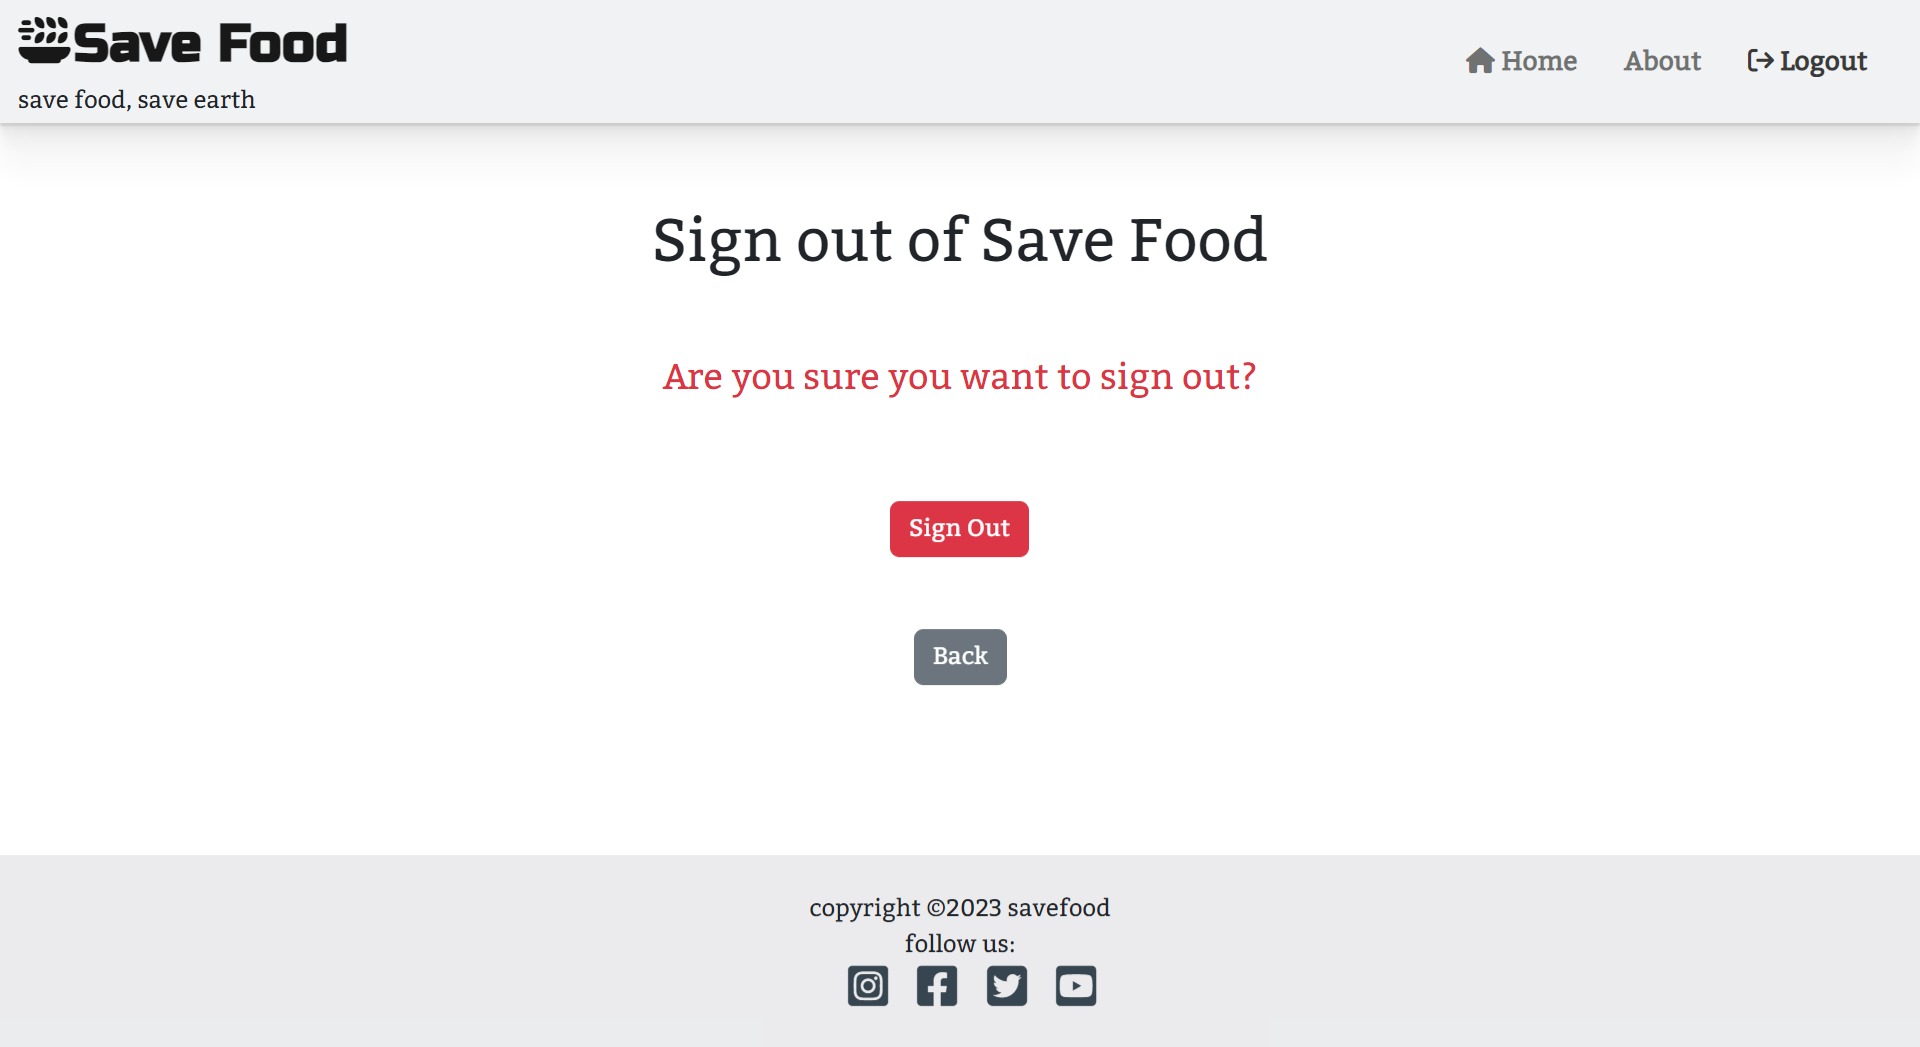 Save Food
save food, save earth
Home
About
Logout
Sign out of Save Food
Are you sure you want to sign out?
Sign Out
Back
copyright ©2023 savefood
follow us: